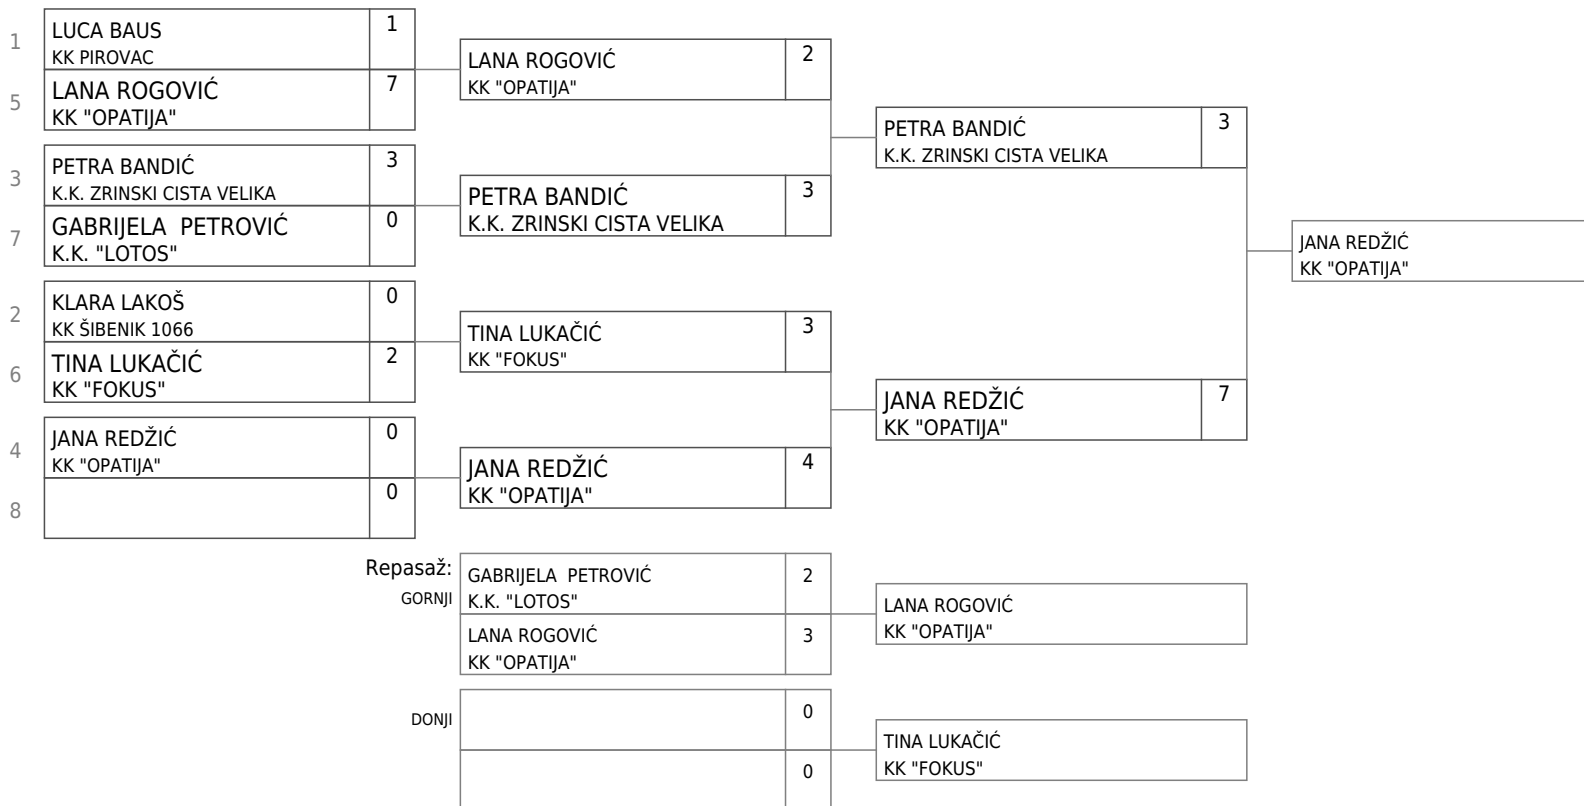 1
LUCA BAUS
KK PIROVAC
1
5
LANA ROGOVIĆ
KK "OPATIJA"
7
3
PETRA BANDIĆ
K.K. ZRINSKI CISTA VELIKA
3
7
GABRIJELA  PETROVIĆ
K.K. "LOTOS"
0
2
KLARA LAKOŠ
KK ŠIBENIK 1066
0
6
TINA LUKAČIĆ
KK "FOKUS"
2
4
JANA REDŽIĆ
KK "OPATIJA"
0
8
0
LANA ROGOVIĆ
KK "OPATIJA"
2
PETRA BANDIĆ
K.K. ZRINSKI CISTA VELIKA
3
TINA LUKAČIĆ
KK "FOKUS"
3
JANA REDŽIĆ
KK "OPATIJA"
4
PETRA BANDIĆ
K.K. ZRINSKI CISTA VELIKA
3
JANA REDŽIĆ
KK "OPATIJA"
7
JANA REDŽIĆ
KK "OPATIJA"
Repasaž:
GORNJI
GABRIJELA  PETROVIĆ
K.K. "LOTOS"
2
LANA ROGOVIĆ
KK "OPATIJA"
3
LANA ROGOVIĆ
KK "OPATIJA"
DONJI
0
0
TINA LUKAČIĆ
KK "FOKUS"